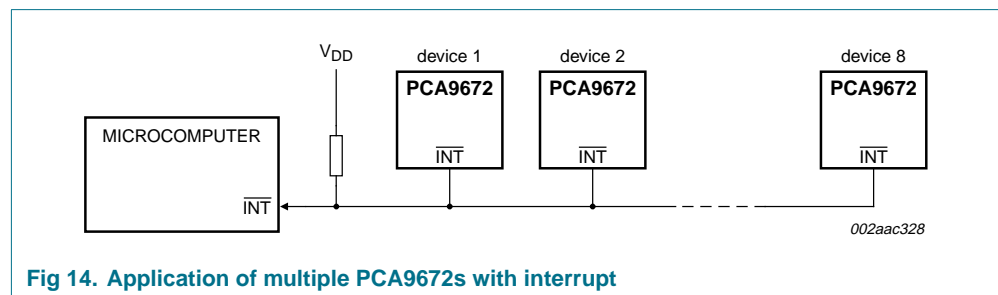 V_DD
device 1
device 2
device 8
PCA9672
PCA9672
PCA9672
MICROCOMPUTER
INT
INT
INT
INT
002aac328
Fig 14. Application of multiple PCA9672s with interrupt